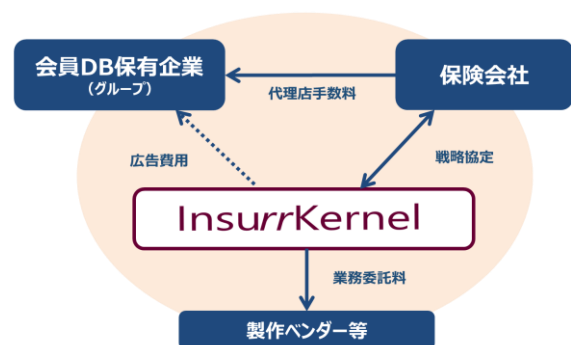 会員DB保有企業
（グループ）
保険会社
代理店手数料
広告費用
戦略協定
InsurrKernel
業務委託料
製作ベンダー等